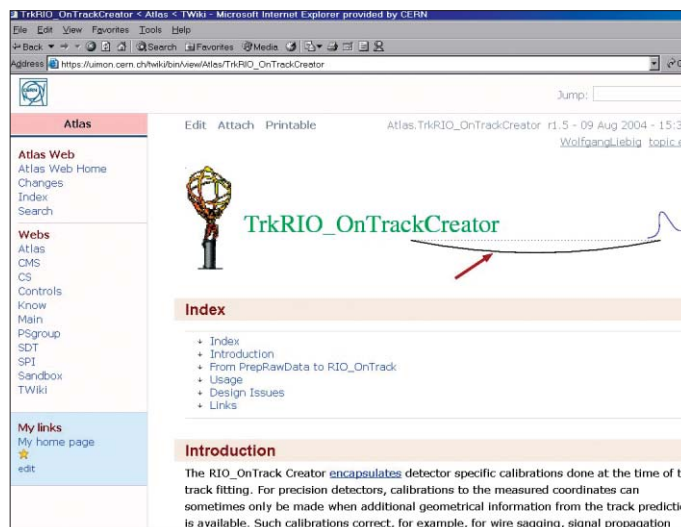 TrkRIO_OnTrackCreator < Atlas < TWiki - Microsoft Internet Explorer provided by CERN
File Edit View Favorites Tools Help
Back Search Favorites Media
Address https://uimon.cern.ch/twiki/bin/view/Atlas/TrkRIO_OnTrackCreator
CERN
Jump:
Atlas
Edit Attach Printable
Atlas.TrkRIO_OnTrackCreator r1.5 - 09 Aug 2004 - 15:3
WolfgangLiebig topic e
Atlas Web
Atlas Web Home
Changes
Index
Search
Webs
Atlas
CMS
CS
Controls
Know
Main
PSgroup
SDT
SPI
Sandbox
TWiki
My links
My home page
edit
TrkRIO_OnTrackCreator
Index
Index
Introduction
From PrepRawData to RIO_OnTrack
Usage
Design Issues
Links
Introduction
The RIO_OnTrack Creator encapsulates detector specific calibrations done at the time of t
track fitting. For precision detectors, calibrations to the measured coordinates can
sometimes only be made when additional geometrical information from the track predicti
is available. Such calibrations correct, for example, for wire sagging, signal propagation